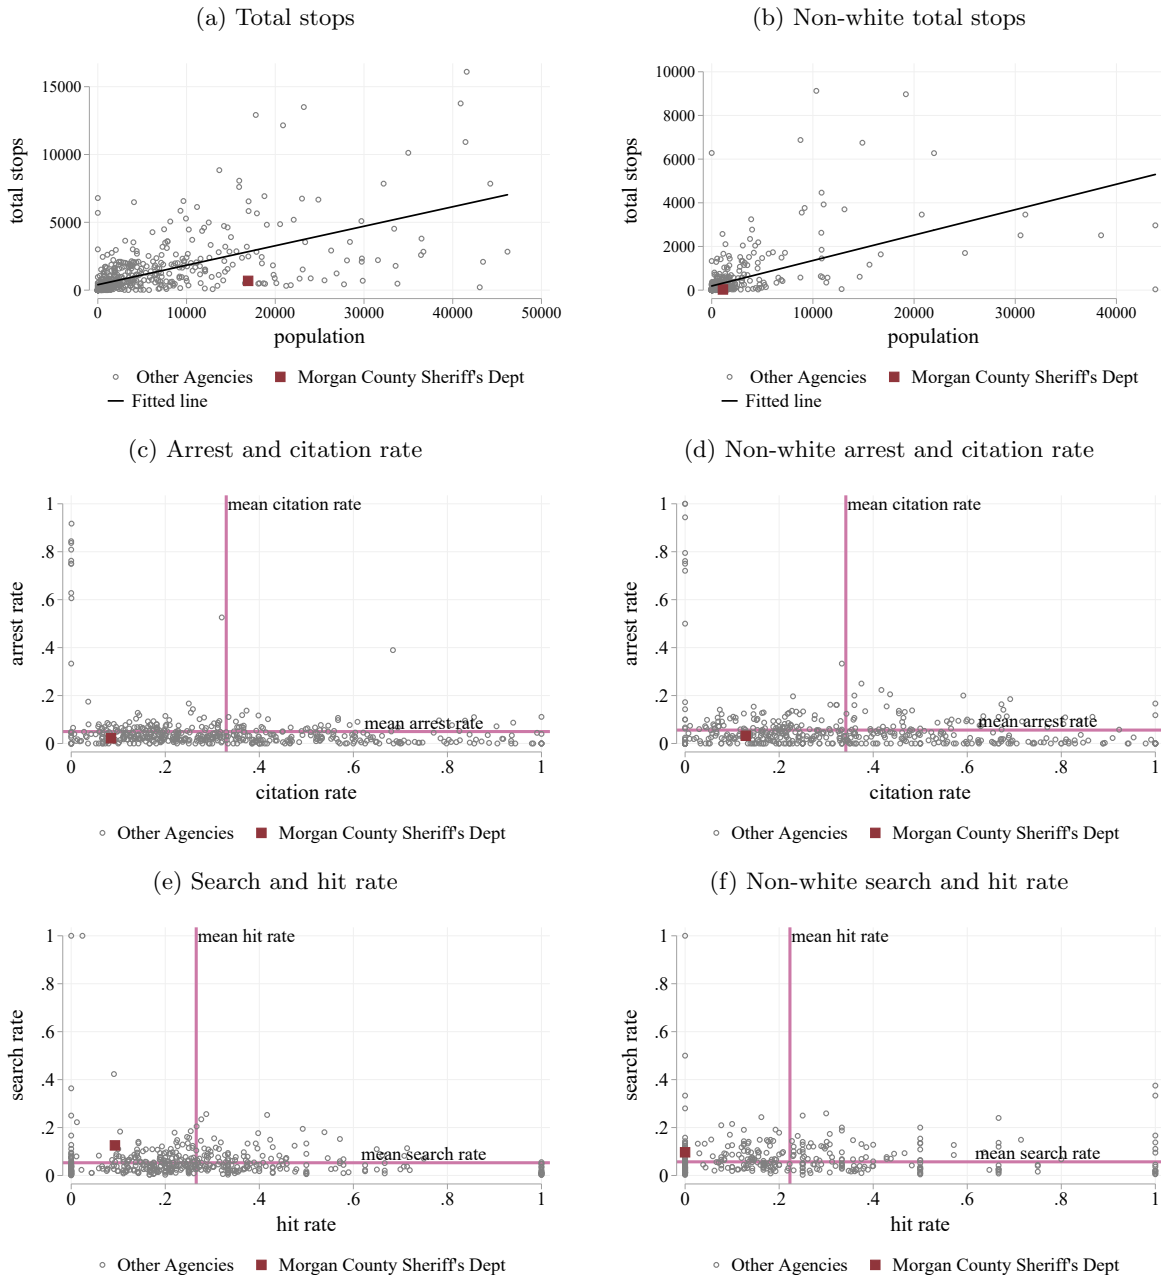 (a) Total stops
(b) Non-white total stops
15000
10000
5000
0
total stops
0 10000 20000 30000 40000 50000
population
Other Agencies Morgan County Sheriff's Dept
Fitted line
10000
8000
6000
4000
2000
0
total stops
0 10000 20000 30000 40000
population
Other Agencies Morgan County Sheriff's Dept
Fitted line
(c) Arrest and citation rate
(d) Non-white arrest and citation rate
1
.8
.6
.4
.2
0
arrest rate
mean citation rate
mean arrest rate
0 .2 .4 .6 .8 1
citation rate
Other Agencies Morgan County Sheriff's Dept
1
.8
.6
.4
.2
0
arrest rate
mean citation rate
mean arrest rate
0 .2 .4 .6 .8 1
citation rate
Other Agencies Morgan County Sheriff's Dept
(e) Search and hit rate
(f) Non-white search and hit rate
1
.8
.6
.4
.2
0
search rate
mean hit rate
mean search rate
0 .2 .4 .6 .8 1
hit rate
Other Agencies Morgan County Sheriff's Dept
1
.8
.6
.4
.2
0
search rate
mean hit rate
mean search rate
0 .2 .4 .6 .8 1
hit rate
Other Agencies Morgan County Sheriff's Dept